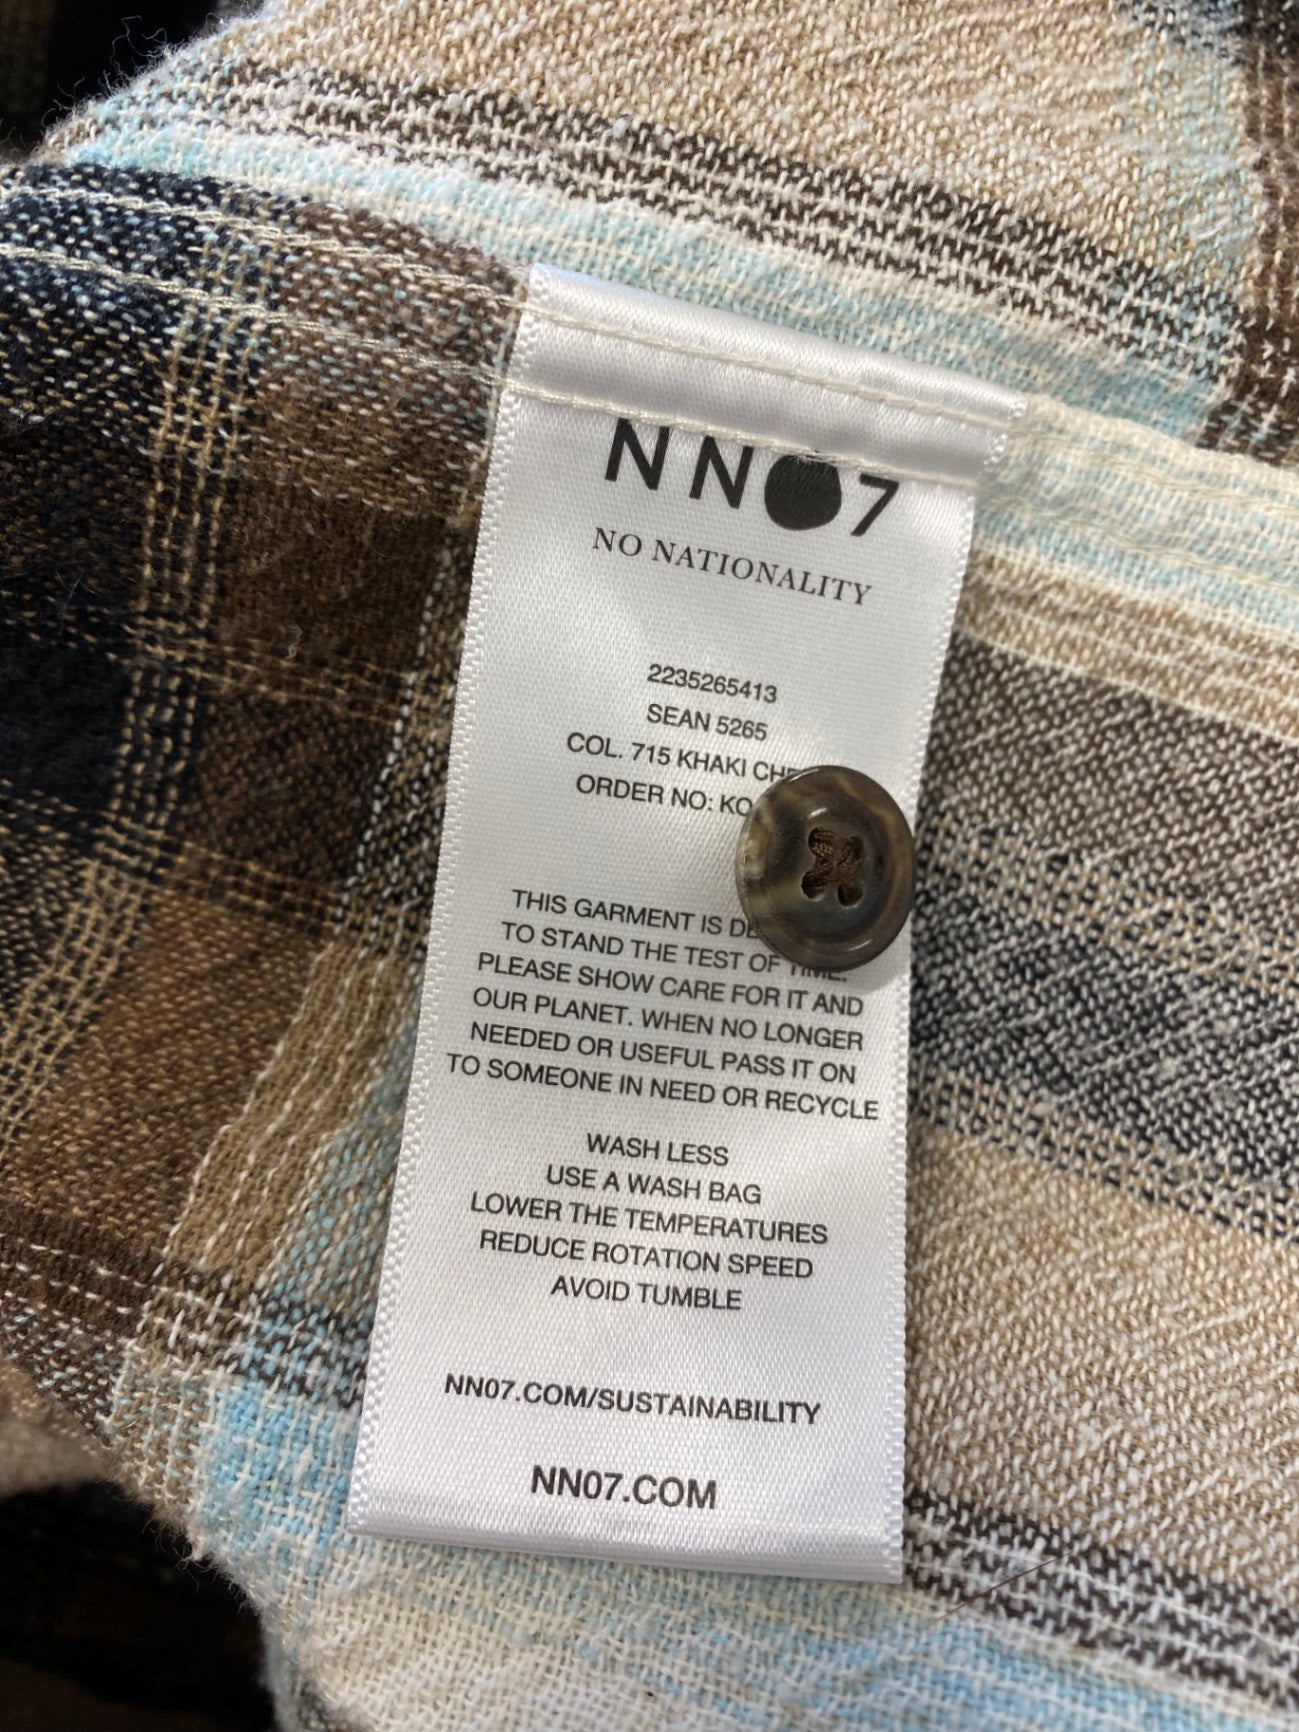 NN07
NO NATIONALITY
2235265413
SEAN 5265
COL. 715 KHAKI
ORDER NO:
THIS GARMENT IS
TO STAND THE TEST OF TIME.
PLEASE SHOW CARE FOR IT AND
OUR PLANET. WHEN NO LONGER
NEEDED OR USEFUL PASS IT ON
TO SOMEONE IN NEED OR RECYCLE
WASH LESS
USE A WASH BAG
LOWER THE TEMPERATURES
REDUCE ROTATION SPEED
AVOID TUMBLE
NN07.COM/SUSTAINABILITY
NN07.COM